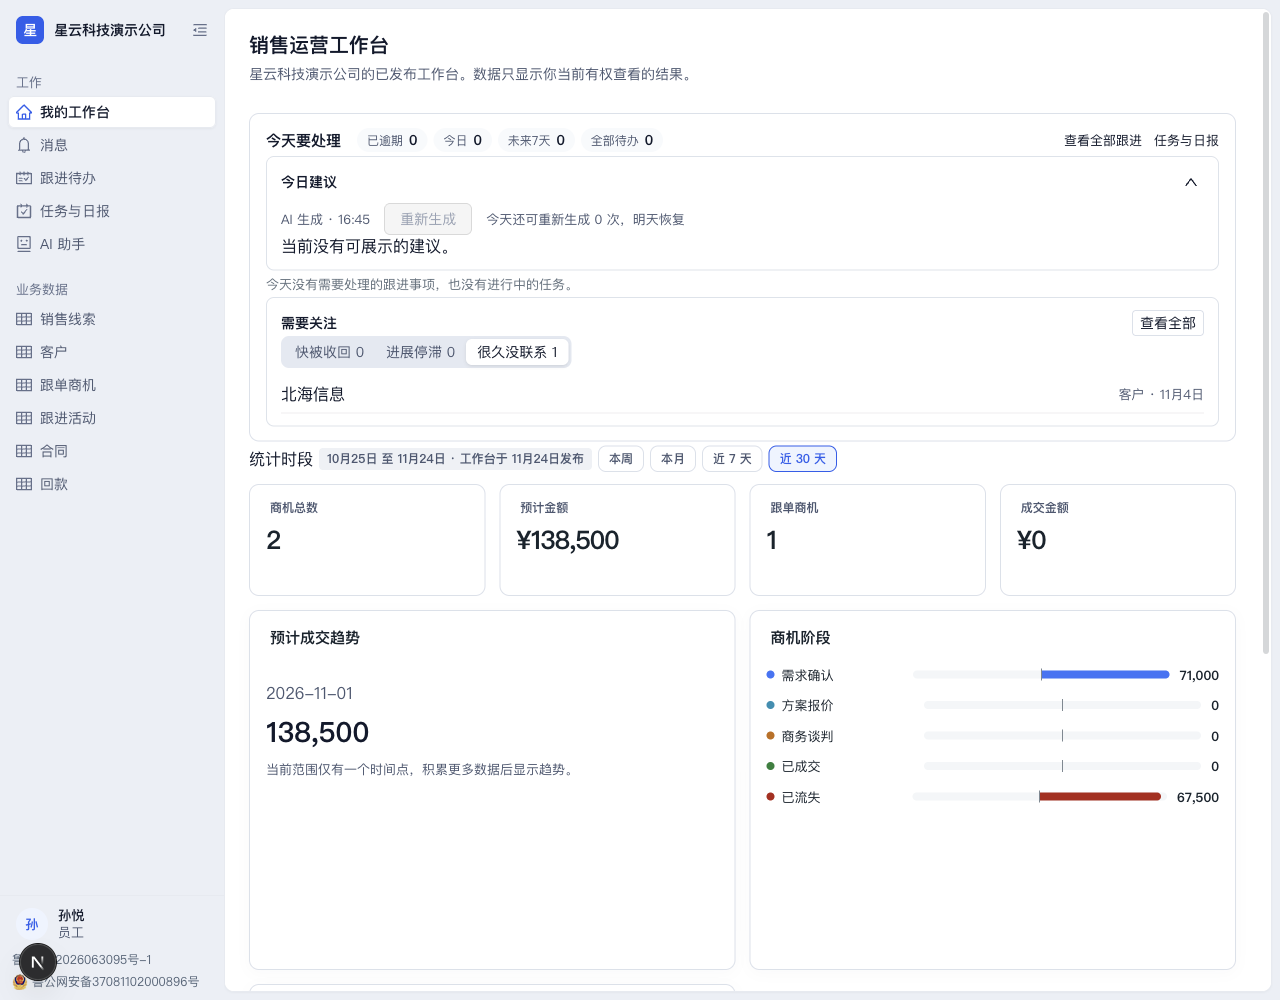 星 星云科技演示公司
工作
我的工作台
消息
跟进待办
任务与日报
AI 助手
业务数据
销售线索
客户
跟单商机
跟进活动
合同
回款
孙 孙悦
员工
2026063095号-1
N
公网安备37081102000896号
销售运营工作台
星云科技演示公司的已发布工作台。数据只显示你当前有权查看的结果。
今天要处理 已逾期 0 今日 0 未来7天 0 全部待办 0 查看全部跟进 任务与日报
今日建议
AI 生成 · 16:45 重新生成 今天还可重新生成 0 次，明天恢复
当前没有可展示的建议。
今天没有需要处理的跟进事项，也没有进行中的任务。
需要关注 查看全部
快被收回 0 进展停滞 0 很久没联系 1
北海信息 客户 · 11月4日
统计时段 10月25日 至 11月24日 · 工作台于 11月24日发布 本周 本月 近 7 天 近 30 天
商机总数
2
预计金额
¥138,500
跟单商机
1
成交金额
¥0
预计成交趋势
2026-11-01
138,500
当前范围仅有一个时间点，积累更多数据后显示趋势。
商机阶段
需求确认 71,000
方案报价 0
商务谈判 0
已成交 0
已流失 67,500